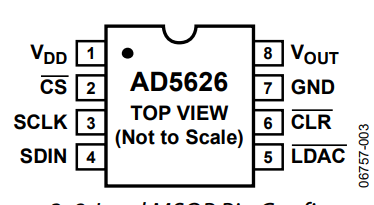 VDD 1 8 VOUT
AD5626
CS 2 7 GND
TOP VIEW
SCLK 3 6 CLR
(Not to Scale)
SDIN 4 5 LDAC
06757-003